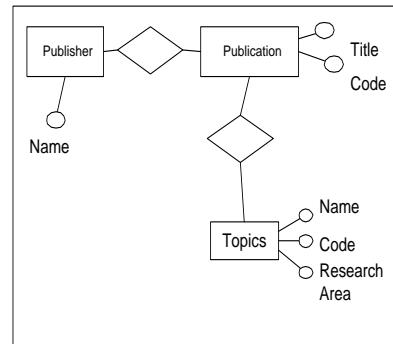 Publisher
Publication
Title
Code
Name
Topics
Name
Code
Research
Area